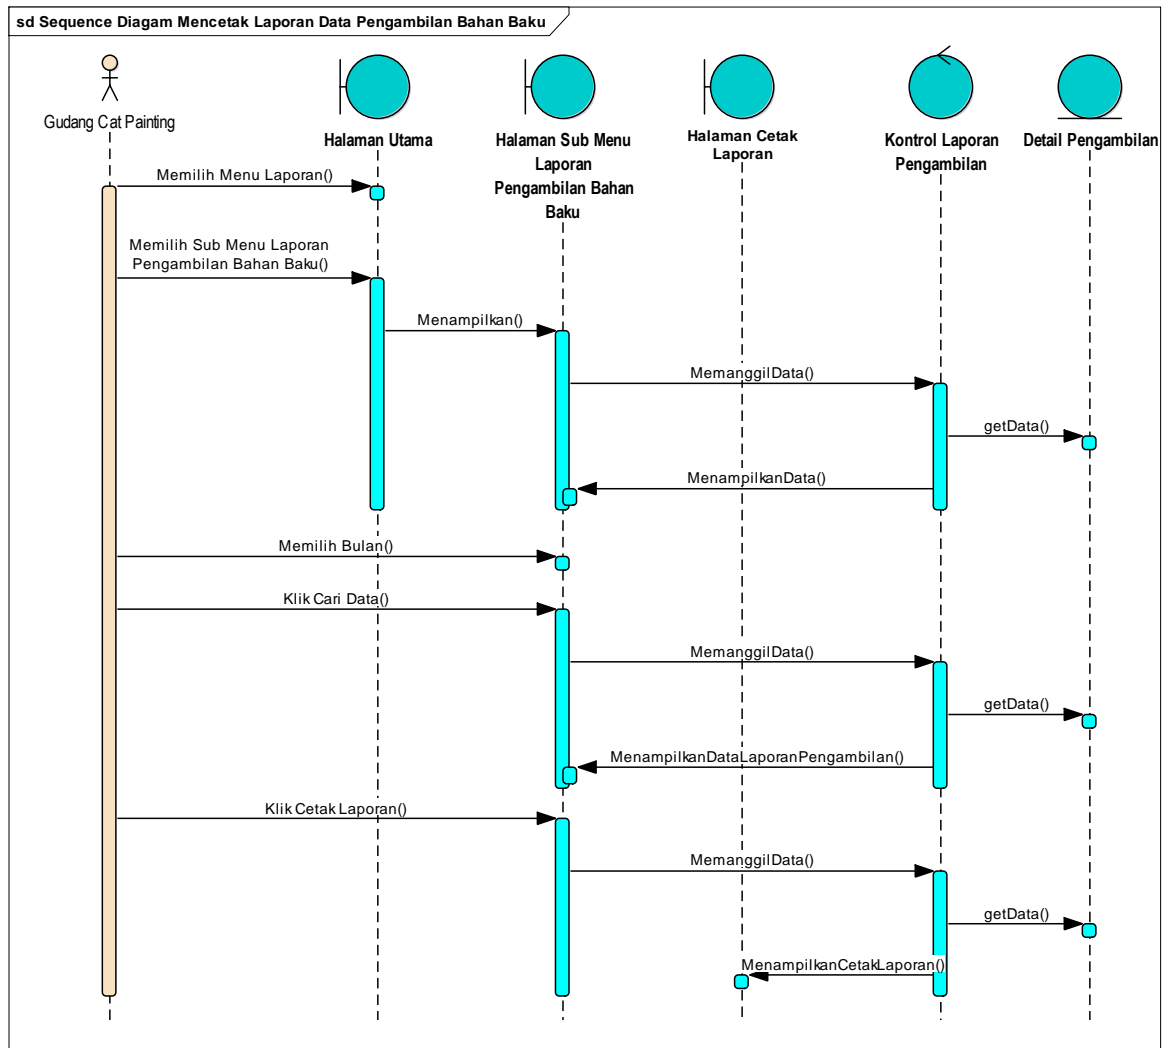 sd Sequence Diagam Mencetak Laporan Data Pengambilan Bahan Baku
Gudang Cat Painting
Halaman Utama
Halaman Sub Menu
Laporan
Pengambilan Bahan
Baku
Halaman Cetak
Laporan
Kontrol Laporan
Pengambilan
Detail Pengambilan
Memilih Menu Laporan()
Memilih Sub Menu Laporan
Pengambilan Bahan Baku()
Menampilkan()
MemanggilData()
getData()
MenampilkanData()
Memilih Bulan()
Klik Cari Data()
MemanggilData()
getData()
MenampilkanDataLaporanPengambilan()
Klik Cetak Laporan()
MemanggilData()
getData()
MenampilkanCetakLaporan()